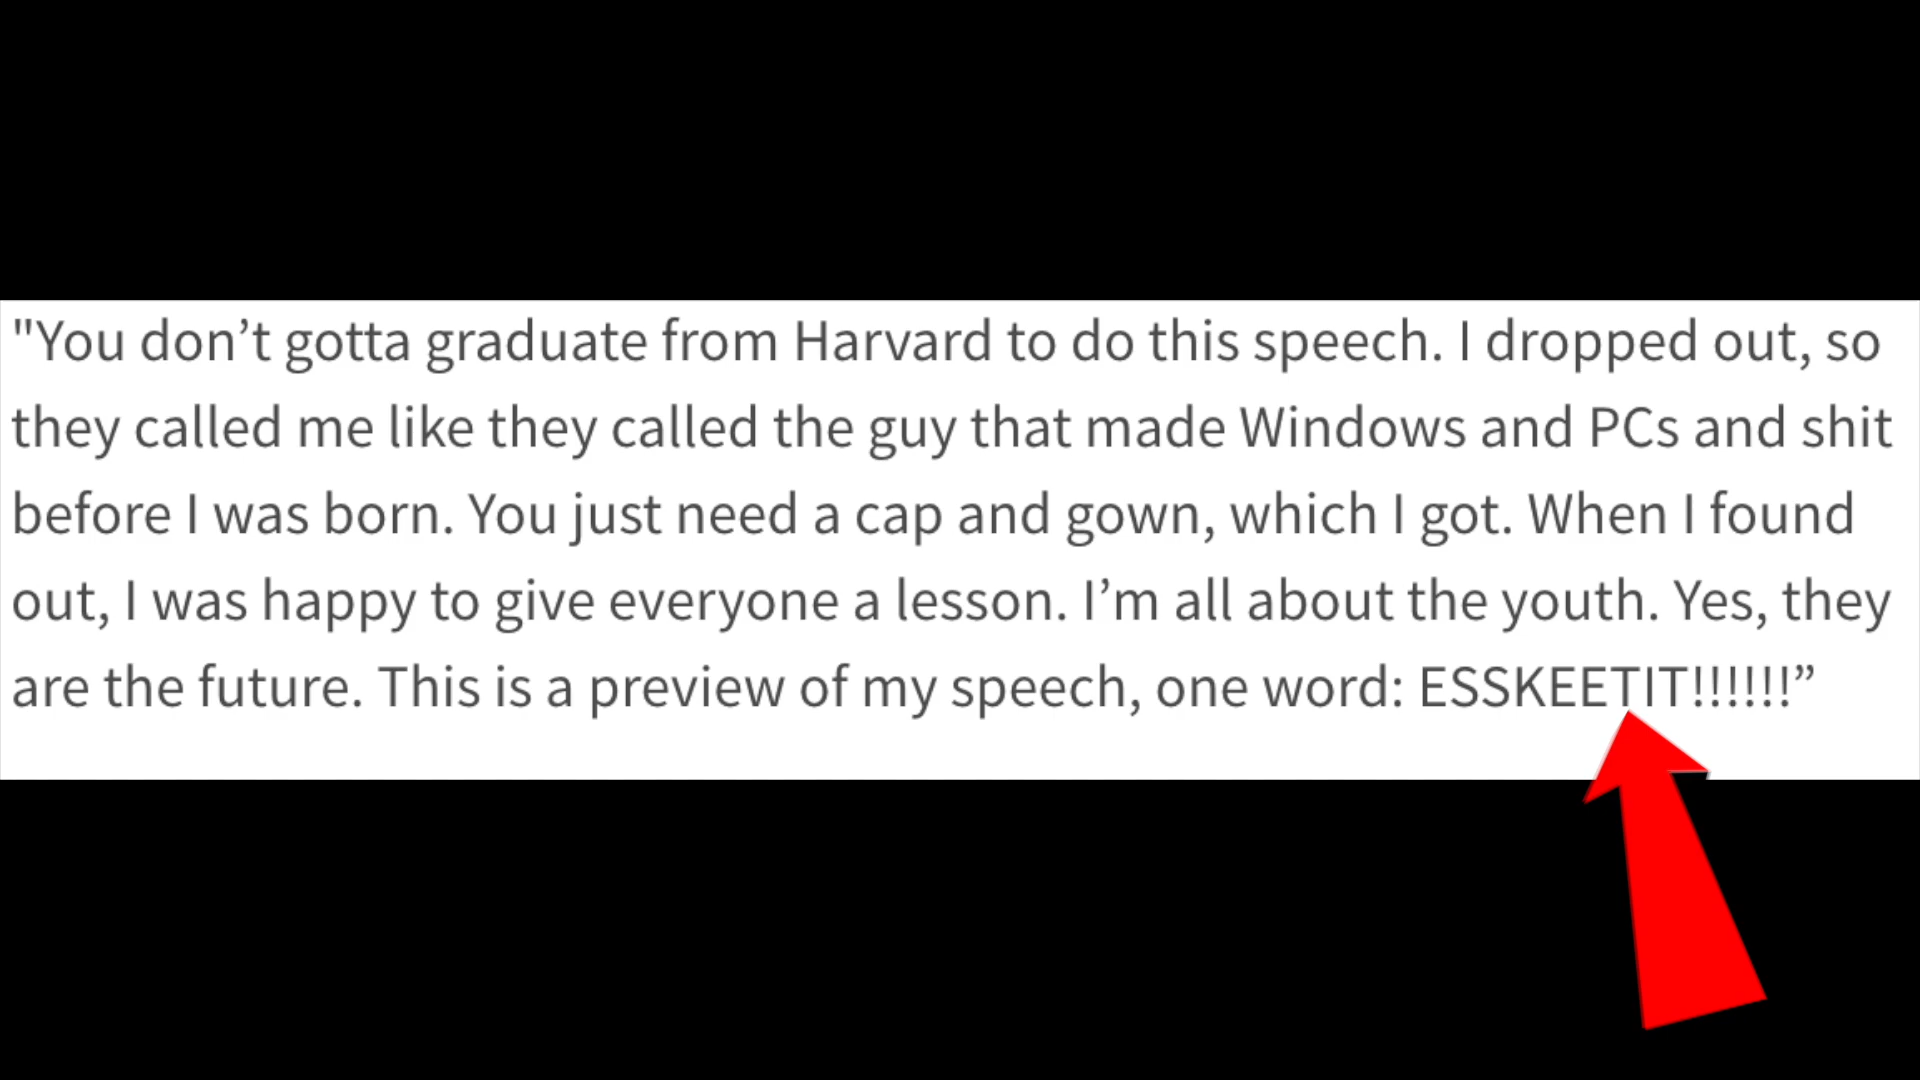 "You don’t gotta graduate from Harvard to do this speech. I dropped out, so
they called me like they called the guy that made Windows and PCs and shit
before I was born. You just need a cap and gown, which I got. When I found
out, I was happy to give everyone a lesson. I’m all about the youth. Yes, they
are the future. This is a preview of my speech, one word: ESSKEETIT!!!!!!”